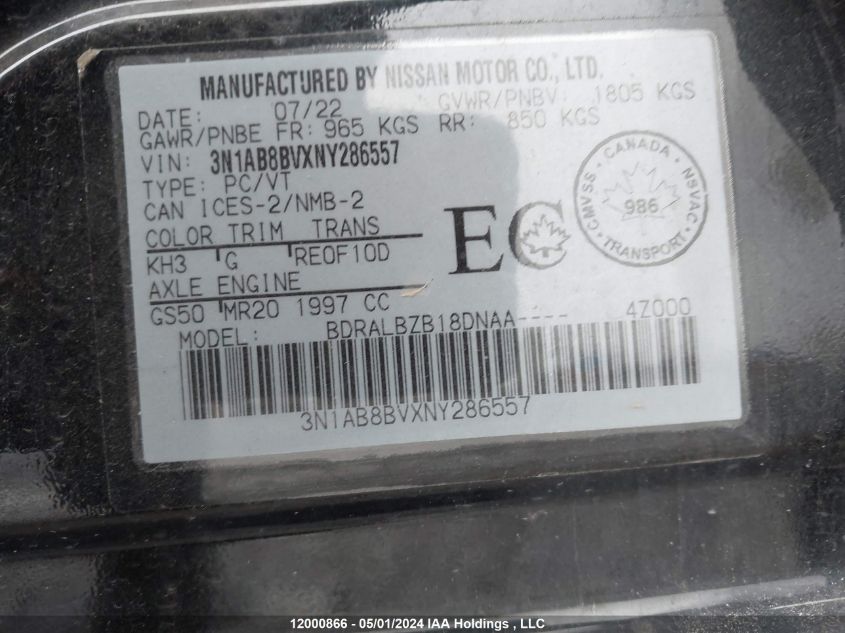 MANUFACTURED BY NISSAN MOTOR CO., LTD.
DATE: 07/22 GVWR/PNBV: 1805 KGS
GAWR/PNBE FR: 965 KGS RR: 850 KGS
VIN: 3N1AB8BVXNY286557
TYPE: PC/VT
CAN ICES-2/NMB-2
COLOR TRIM TRANS
KH3 G RE0F10D
AXLE ENGINE
GS50 MR20 1997 CC
EC
CANADA
CMVSS NSVAC
986
TRANSPORT
MODEL: BDRALBZB18DNAA---- 4Z000
3N1AB8BVXNY286557
12000866 - 05/01/2024 IAA Holdings , LLC